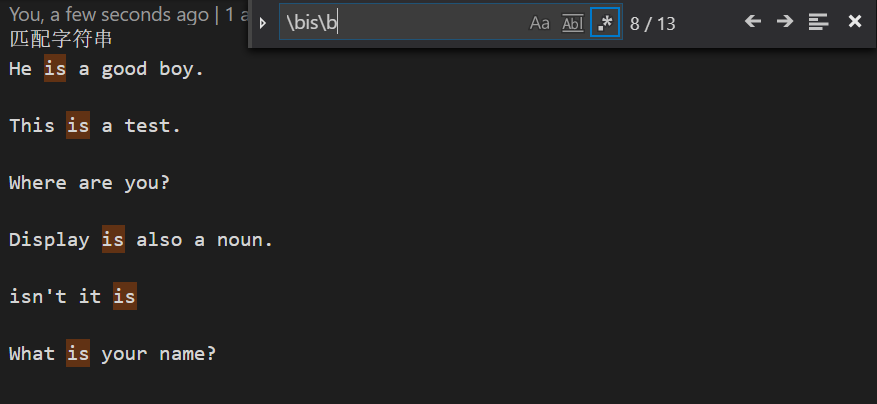 You, a few seconds ago | 1 a
\bis\b
Aa
Abl
.*
8 / 13
匹配字符串
He is a good boy.
This is a test.
Where are you?
Display is also a noun.
isn't it is
What is your name?